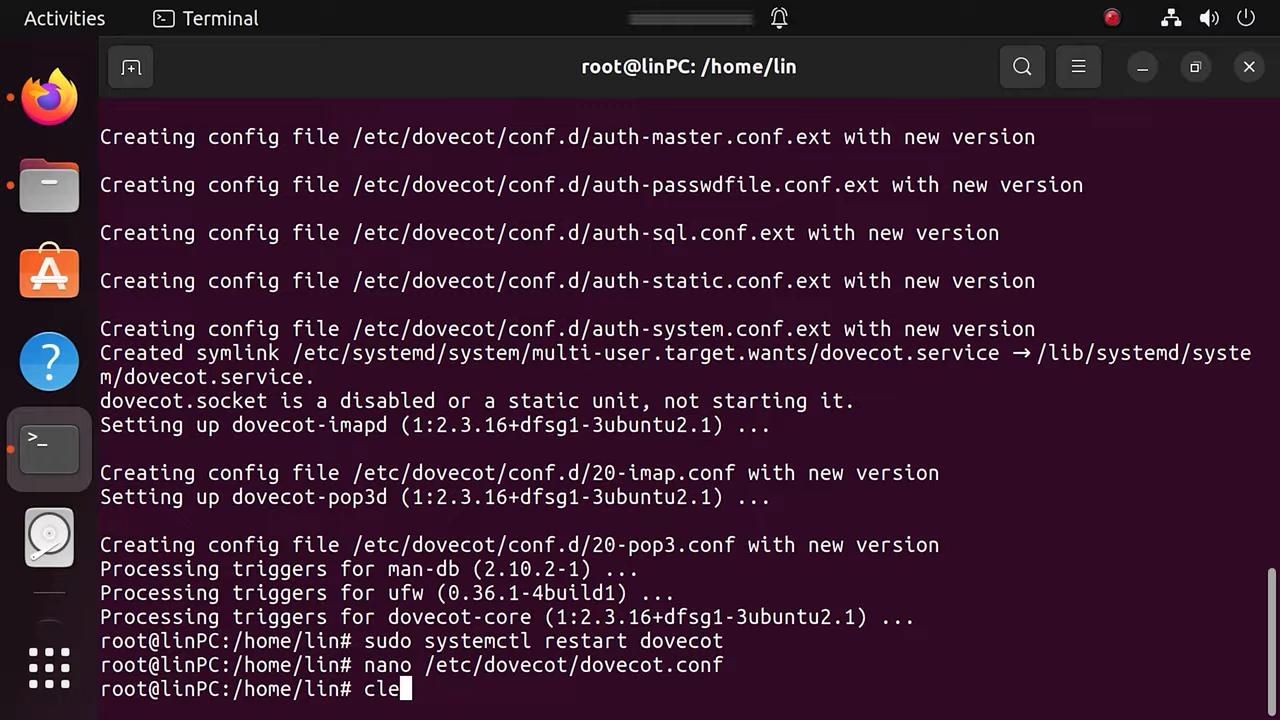 Activities
Terminal
root@linPC: /home/lin
Creating config file /etc/dovecot/conf.d/auth-master.conf.ext with new version
Creating config file /etc/dovecot/conf.d/auth-passwdfile.conf.ext with new version
Creating config file /etc/dovecot/conf.d/auth-sql.conf.ext with new version
Creating config file /etc/dovecot/conf.d/auth-static.conf.ext with new version
Creating config file /etc/dovecot/conf.d/auth-system.conf.ext with new version
Created symlink /etc/systemd/system/multi-user.target.wants/dovecot.service → /lib/systemd/syste
m/dovecot.service.
dovecot.socket is a disabled or a static unit, not starting it.
Setting up dovecot-imapd (1:2.3.16+dfsg1-3ubuntu2.1) ...
Creating config file /etc/dovecot/conf.d/20-imap.conf with new version
Setting up dovecot-pop3d (1:2.3.16+dfsg1-3ubuntu2.1) ...
Creating config file /etc/dovecot/conf.d/20-pop3.conf with new version
Processing triggers for man-db (2.10.2-1) ...
Processing triggers for ufw (0.36.1-4build1) ...
Processing triggers for dovecot-core (1:2.3.16+dfsg1-3ubuntu2.1) ...
root@linPC:/home/lin# sudo systemctl restart dovecot
root@linPC:/home/lin# nano /etc/dovecot/dovecot.conf
root@linPC:/home/lin# cle